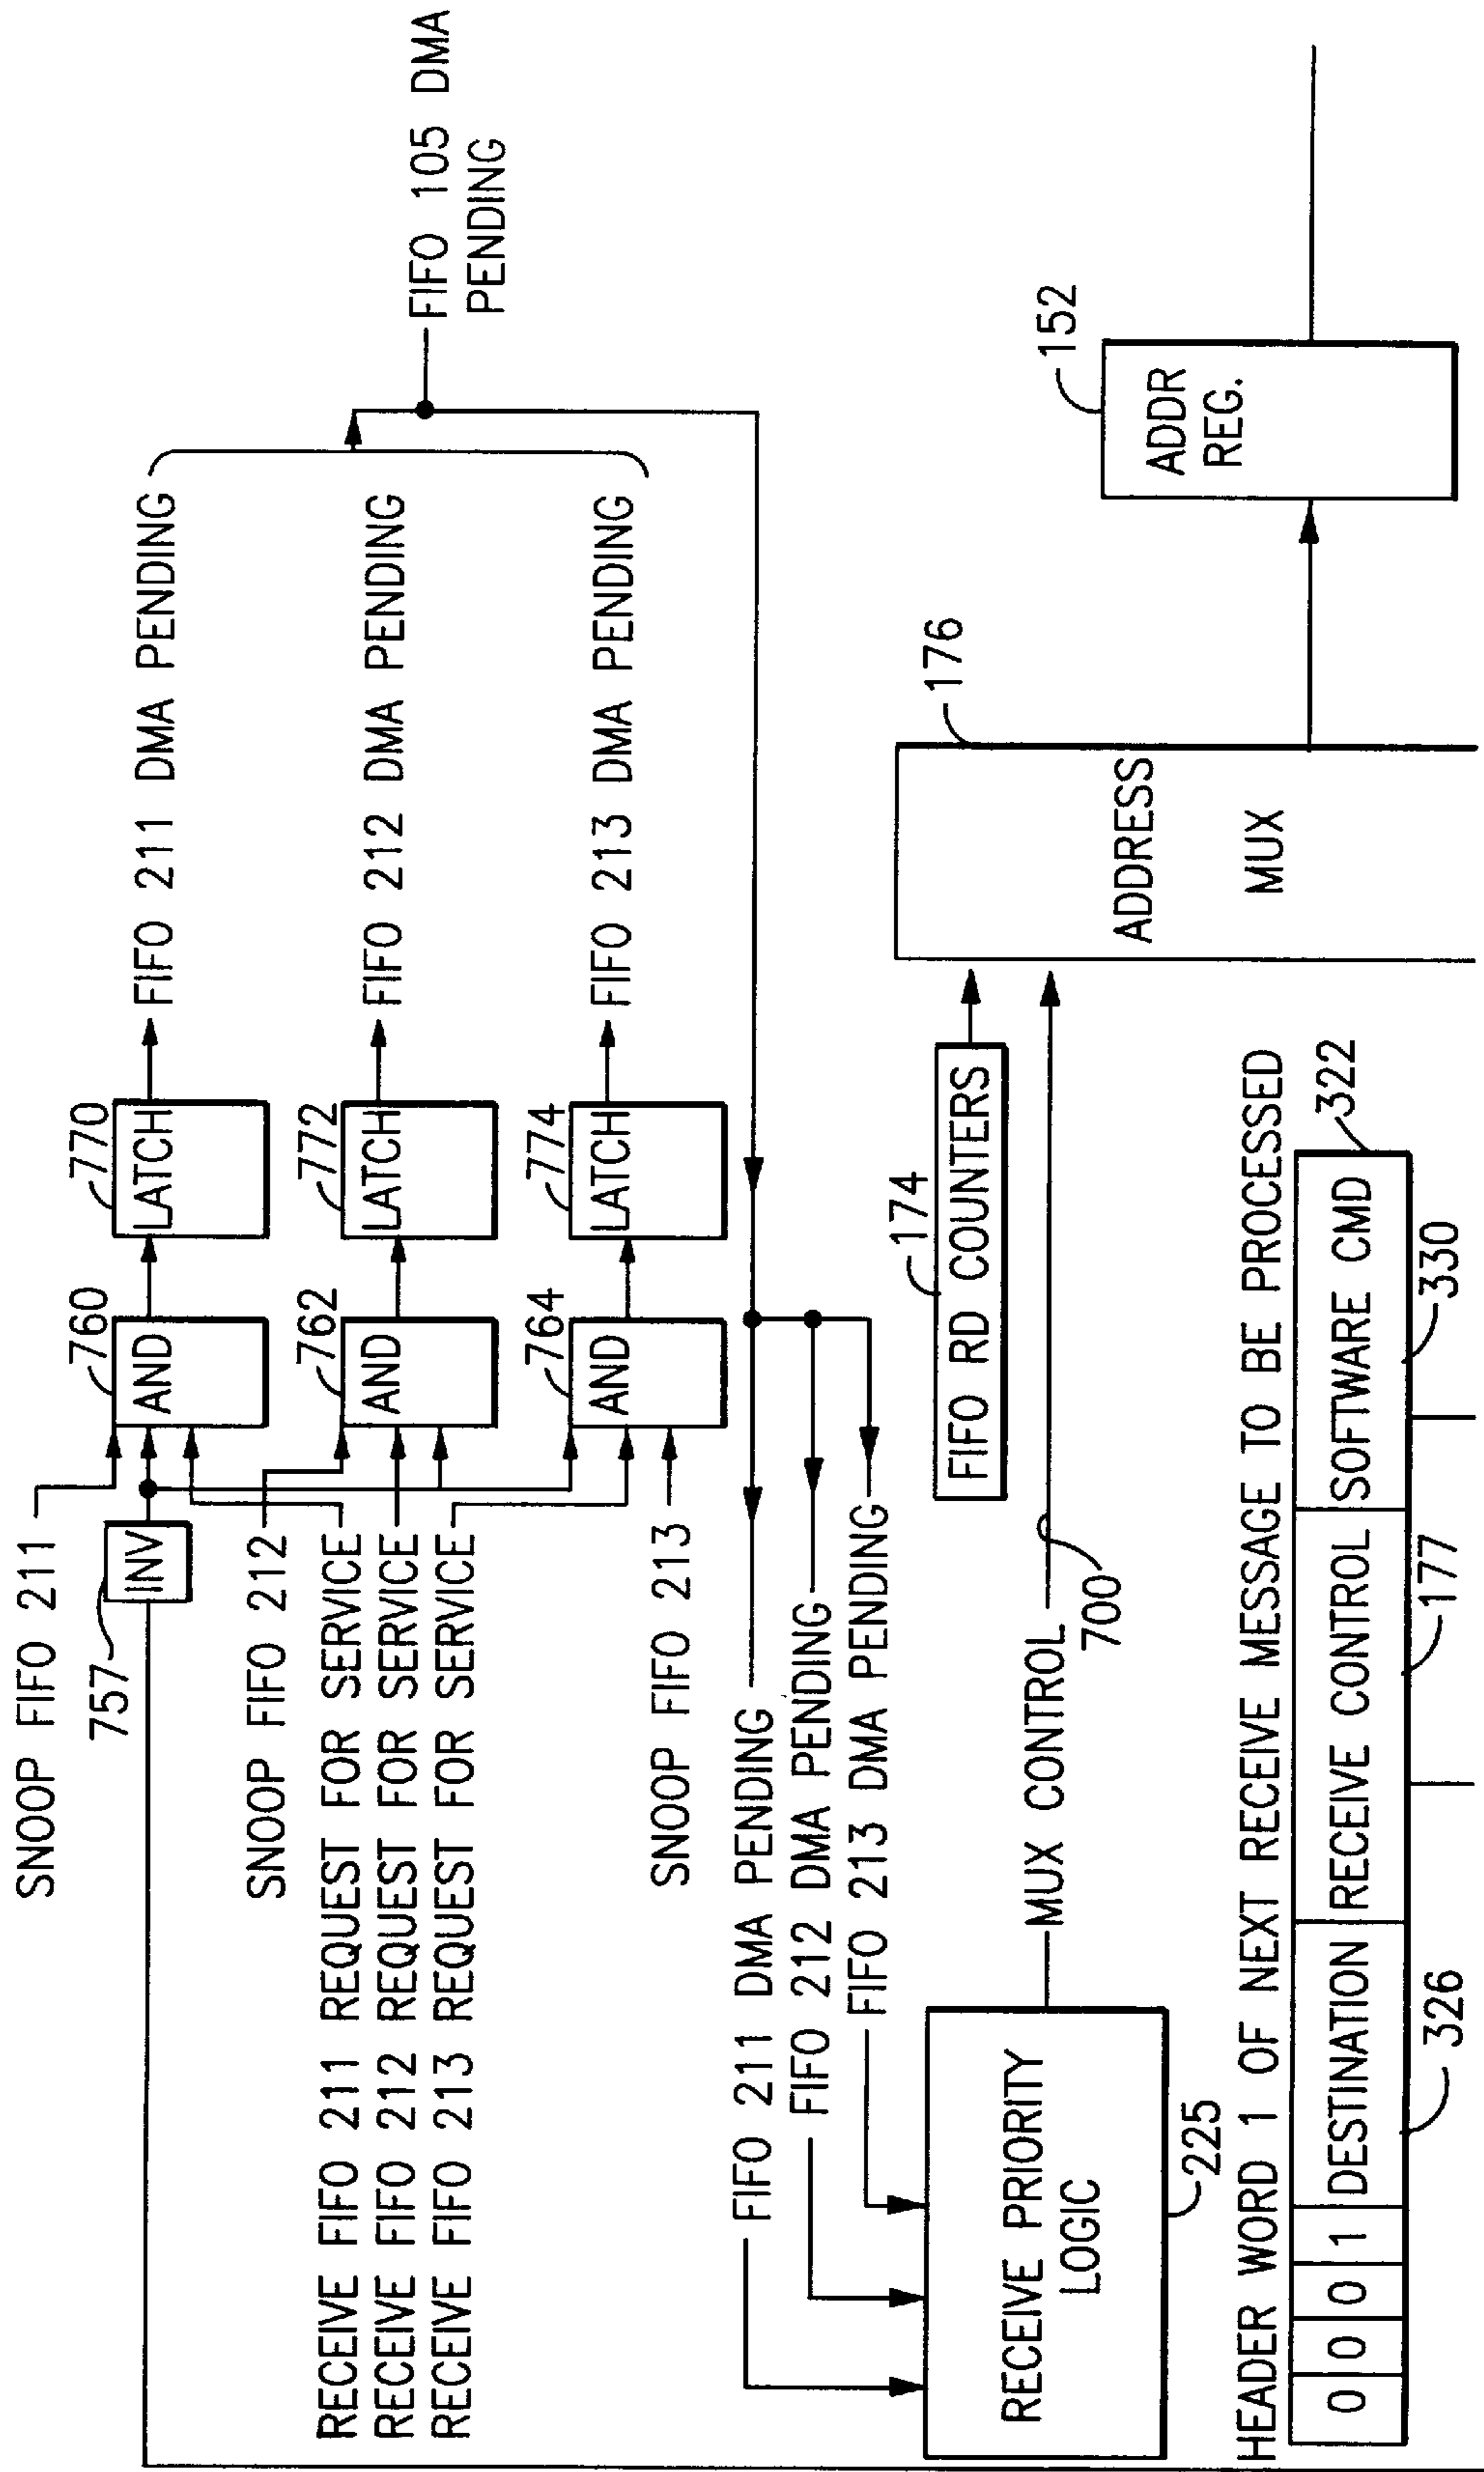 SNOOP FIFO 211
757
INV
760
AND
770
LATCH
FIFO 211 DMA PENDING
SNOOP FIFO 212
762
AND
772
LATCH
FIFO 212 DMA PENDING
FIFO 105 DMA
PENDING
RECEIVE FIFO 211 REQUEST FOR SERVICE
RECEIVE FIFO 212 REQUEST FOR SERVICE
RECEIVE FIFO 213 REQUEST FOR SERVICE
764
AND
774
LATCH
FIFO 213 DMA PENDING
SNOOP FIFO 213
FIFO 211 DMA PENDING
FIFO 212 DMA PENDING
FIFO 213 DMA PENDING
RECEIVE PRIORITY
LOGIC
225
MUX CONTROL
700
174
FIFO RD COUNTERS
176
ADDRESS
MUX
152
ADDR
REG.
HEADER WORD 1 OF NEXT RECEIVE MESSAGE TO BE PROCESSED
322
0 0 0 1 DESTINATION RECEIVE CONTROL SOFTWARE CMD
326
177
330